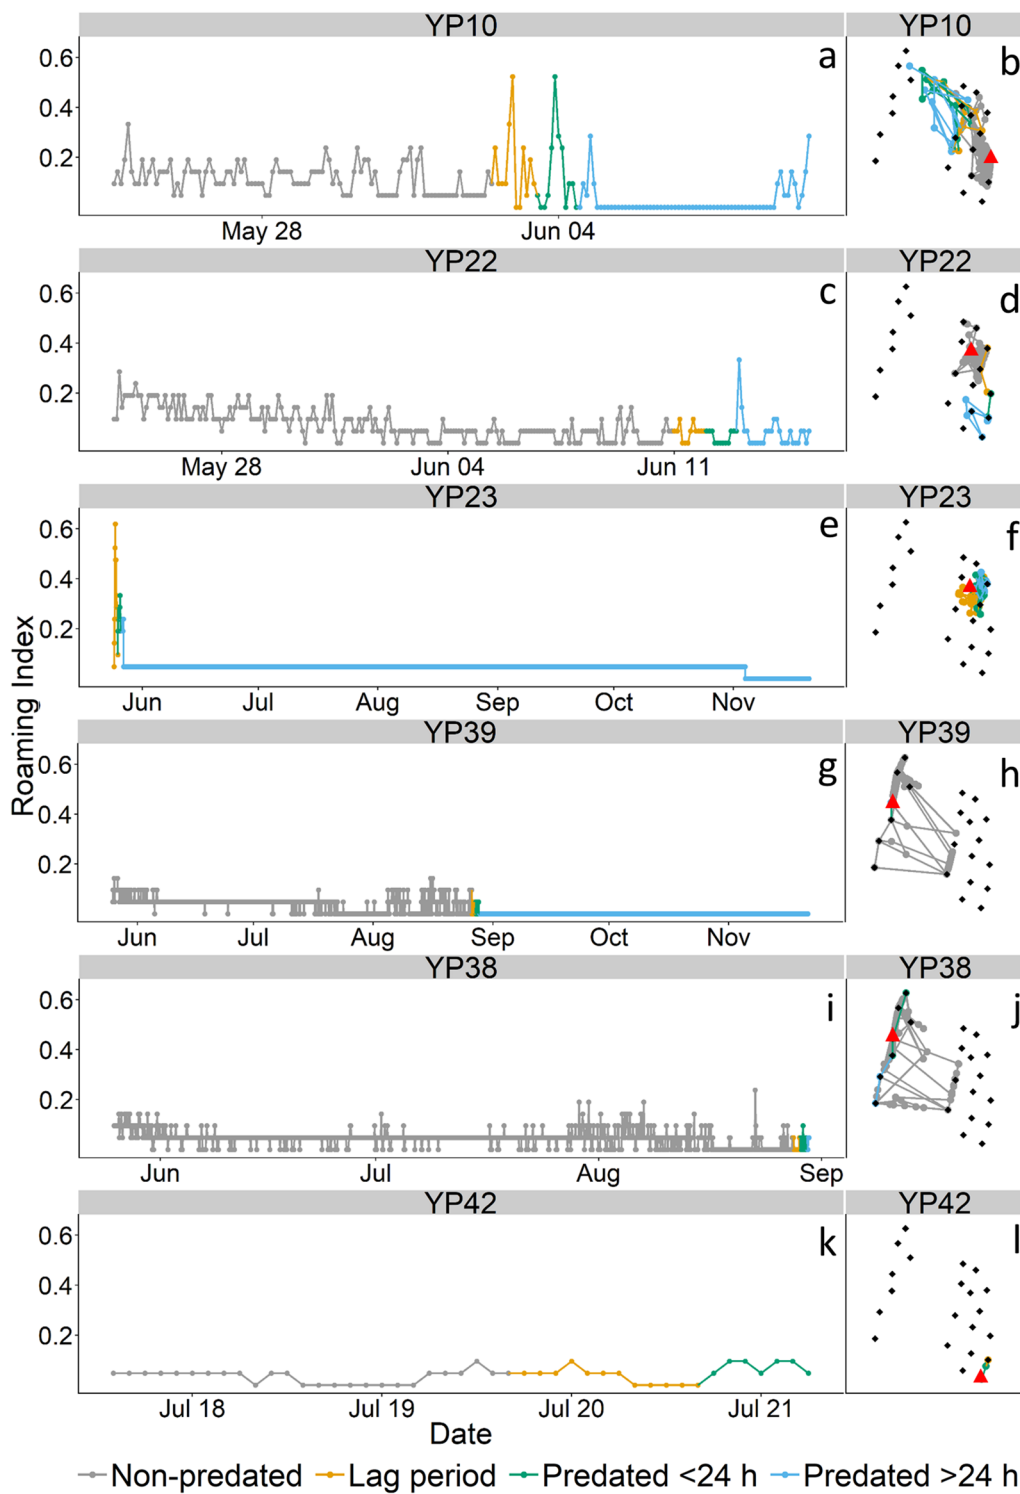 YP10 YP10
0.6 a b
0.4
0.2
May 28 Jun 04
YP22 YP22
0.6 c d
0.4
0.2
May 28 Jun 04 Jun 11
YP23 YP23
0.6 e f
0.4
0.2
Jun Jul Aug Sep Oct Nov
Roaming Index
YP39 YP39
0.6 g h
0.4
0.2
Jun Jul Aug Sep Oct Nov
YP38 YP38
0.6 i j
0.4
0.2
Jun Jul Aug Sep
YP42 YP42
0.6 k l
0.4
0.2
Jul 18 Jul 19 Jul 20 Jul 21
Date
Non-predated Lag period Predated <24 h Predated >24 h